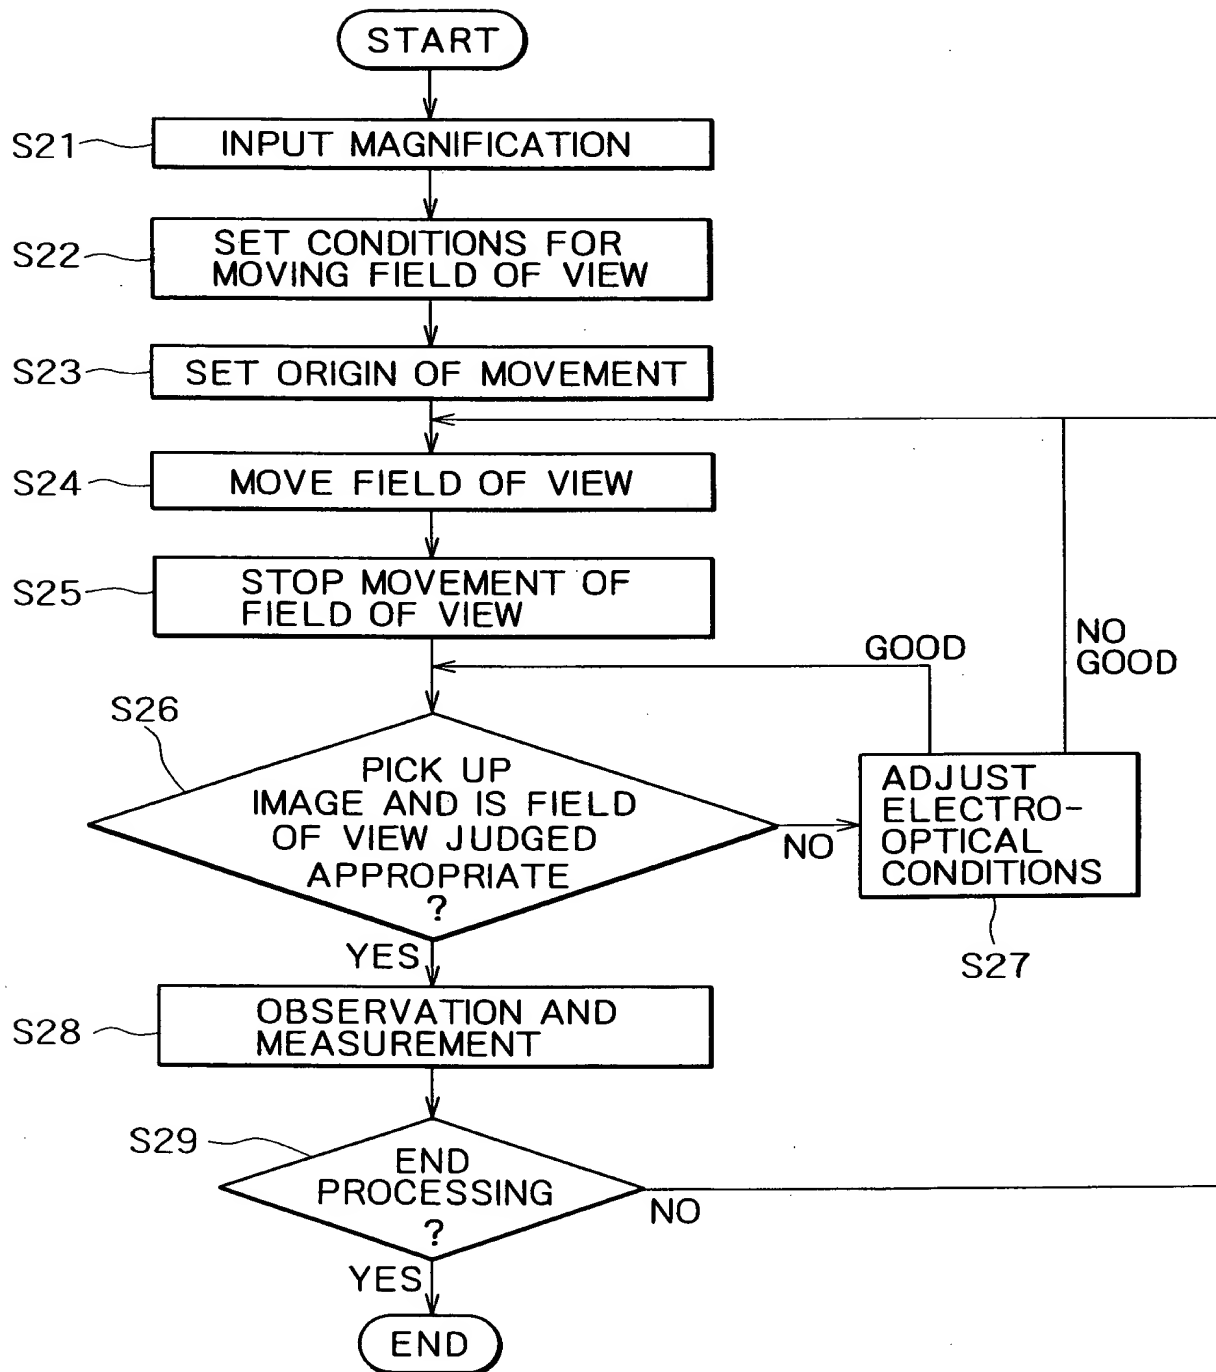 START
S21
INPUT MAGNIFICATION
S22
SET CONDITIONS FOR
MOVING FIELD OF VIEW
S23
SET ORIGIN OF MOVEMENT
S24
MOVE FIELD OF VIEW
S25
STOP MOVEMENT OF
FIELD OF VIEW
GOOD
NO
GOOD
S26
PICK UP
IMAGE AND IS FIELD
OF VIEW JUDGED
APPROPRIATE
?
NO
ADJUST
ELECTRO-
OPTICAL
CONDITIONS
S27
YES
S28
OBSERVATION AND
MEASUREMENT
S29
END
PROCESSING
?
NO
YES
END